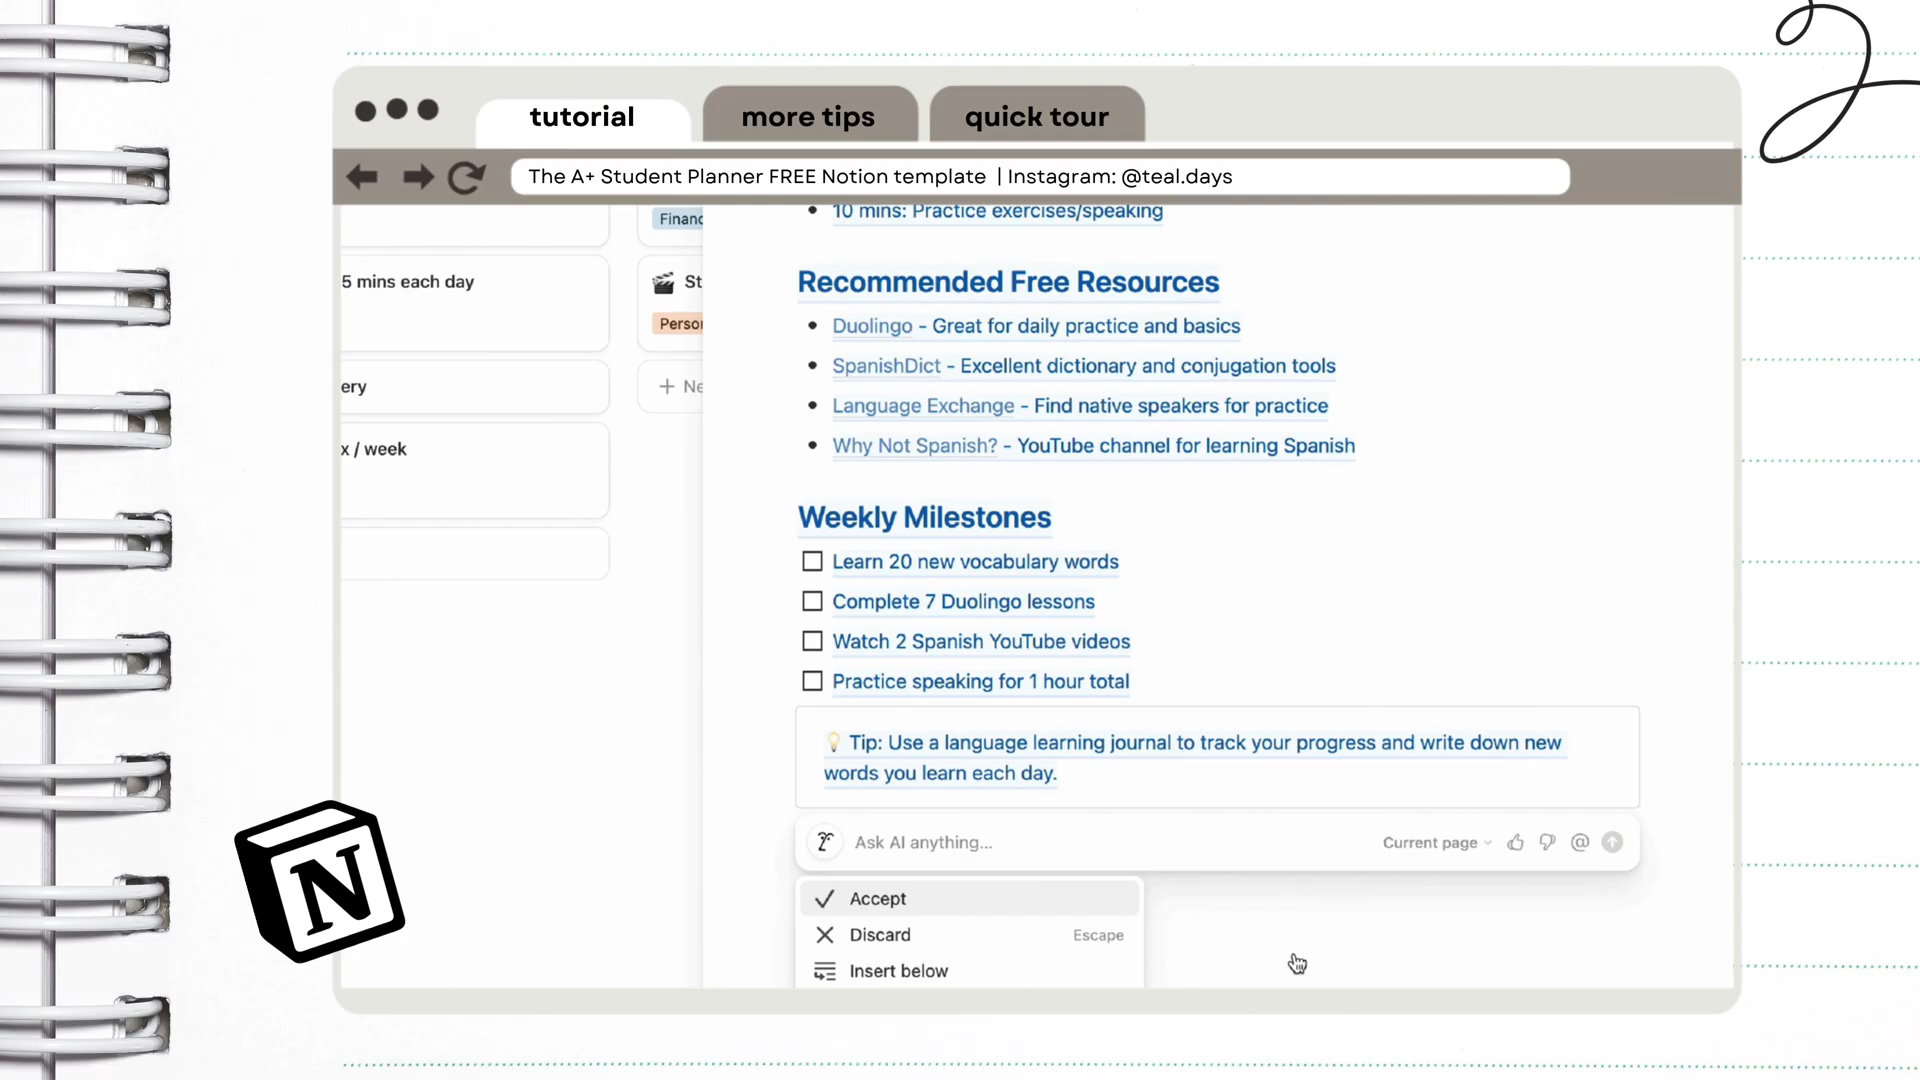 tutorial
more tips
quick tour
The A+ Student Planner FREE Notion template | Instagram: @teal.days
10 mins: Practice exercises/speaking
5 mins each day
ery
x / week
Financ
St
Person
+ Ne
Recommended Free Resources
Duolingo - Great for daily practice and basics
SpanishDict - Excellent dictionary and conjugation tools
Language Exchange - Find native speakers for practice
Why Not Spanish? - YouTube channel for learning Spanish
Weekly Milestones
Learn 20 new vocabulary words
Complete 7 Duolingo lessons
Watch 2 Spanish YouTube videos
Practice speaking for 1 hour total
Tip: Use a language learning journal to track your progress and write down new
words you learn each day.
Ask AI anything...
Current page
@
Accept
Discard
Escape
Insert below
N